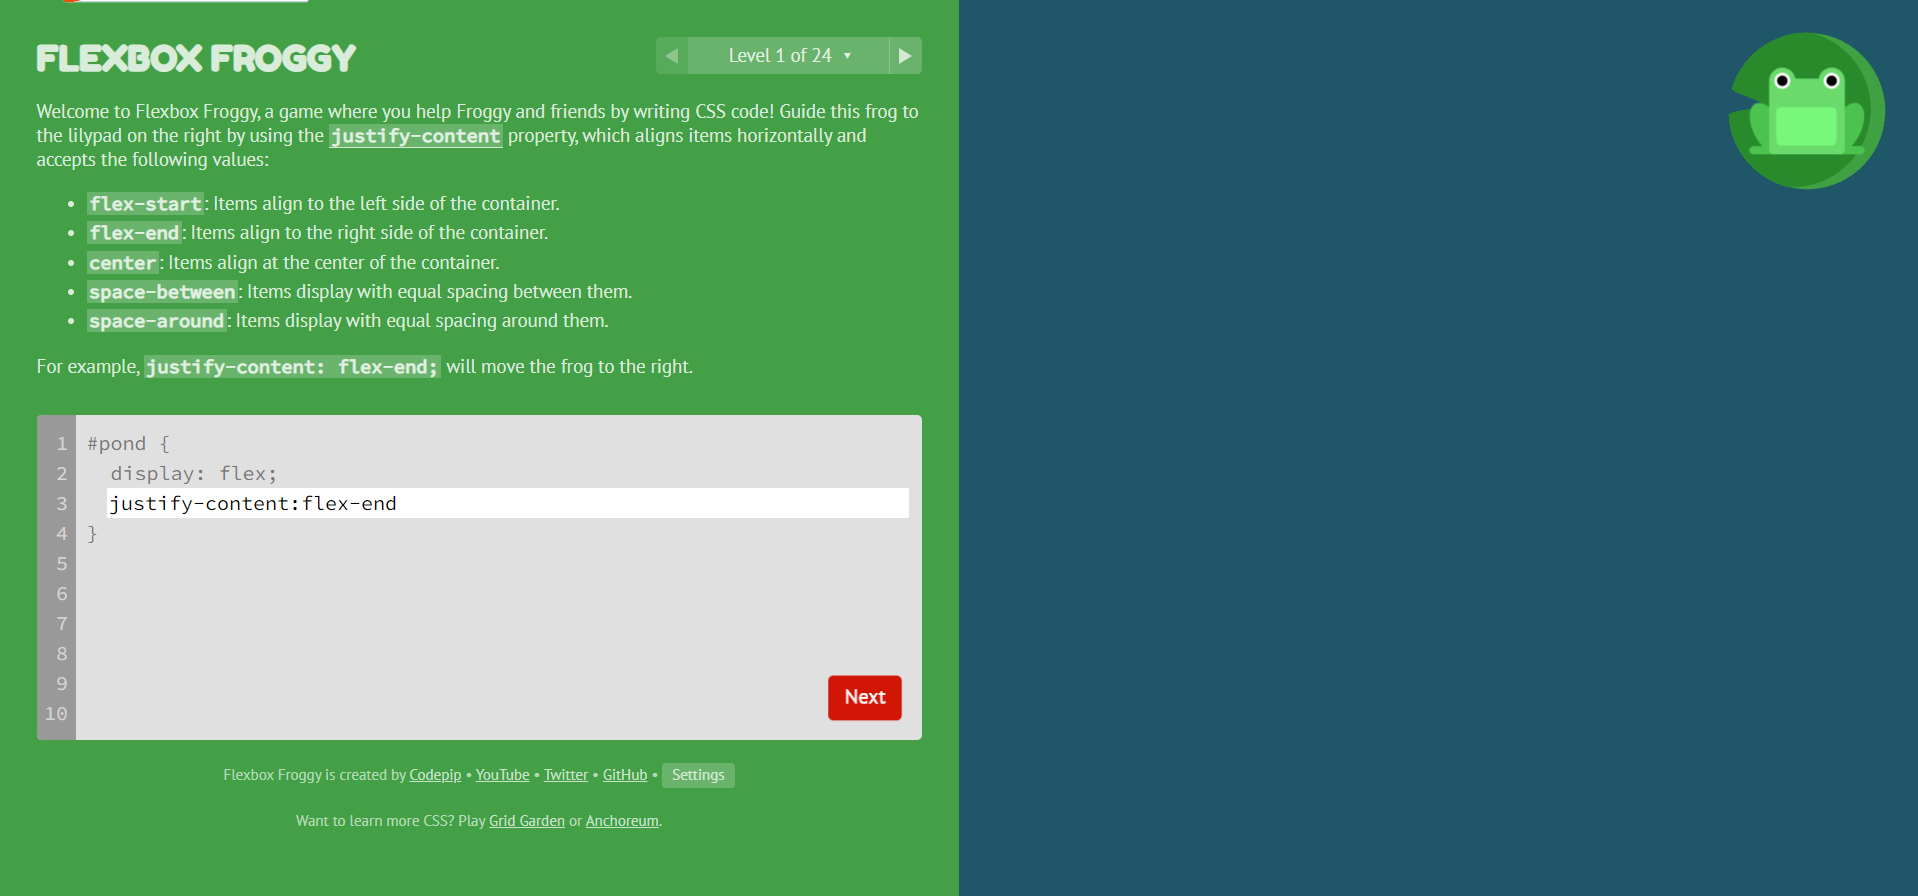 FLEXBOX FROGGY
Level 1 of 24 ▾
Welcome to Flexbox Froggy, a game where you help Froggy and friends by writing CSS code! Guide this frog to
the lilypad on the right by using the justify-content property, which aligns items horizontally and
accepts the following values:
• flex-start: Items align to the left side of the container.
• flex-end: Items align to the right side of the container.
• center: Items align at the center of the container.
• space-between: Items display with equal spacing between them.
• space-around: Items display with equal spacing around them.
For example, justify-content: flex-end; will move the frog to the right.
1 #pond {
2 display: flex;
3 justify-content:flex-end
4 }
5
6
7
8
9
10
Next
Flexbox Froggy is created by Codepip • YouTube • Twitter • GitHub • Settings
Want to learn more CSS? Play Grid Garden or Anchoreum.